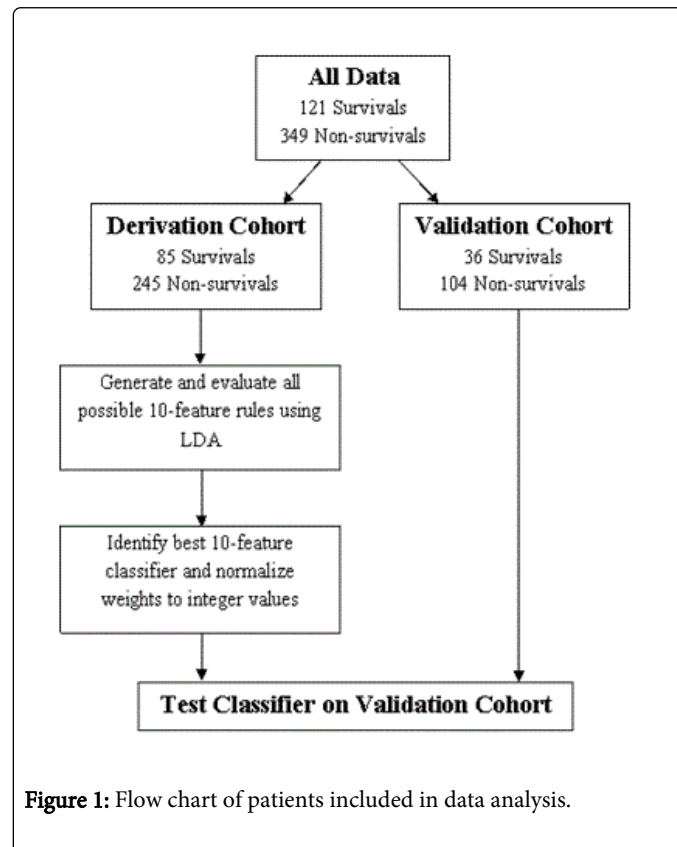 All Data
121 Survivals
349 Non-survivals
Derivation Cohort
85 Survivals
245 Non-survivals
Validation Cohort
36 Survivals
104 Non-survivals
Generate and evaluate all
possible 10-feature rules using
LDA
Identify best 10-feature
classifier and normalize
weights to integer values
Test Classifier on Validation Cohort
Figure 1: Flow chart of patients included in data analysis.